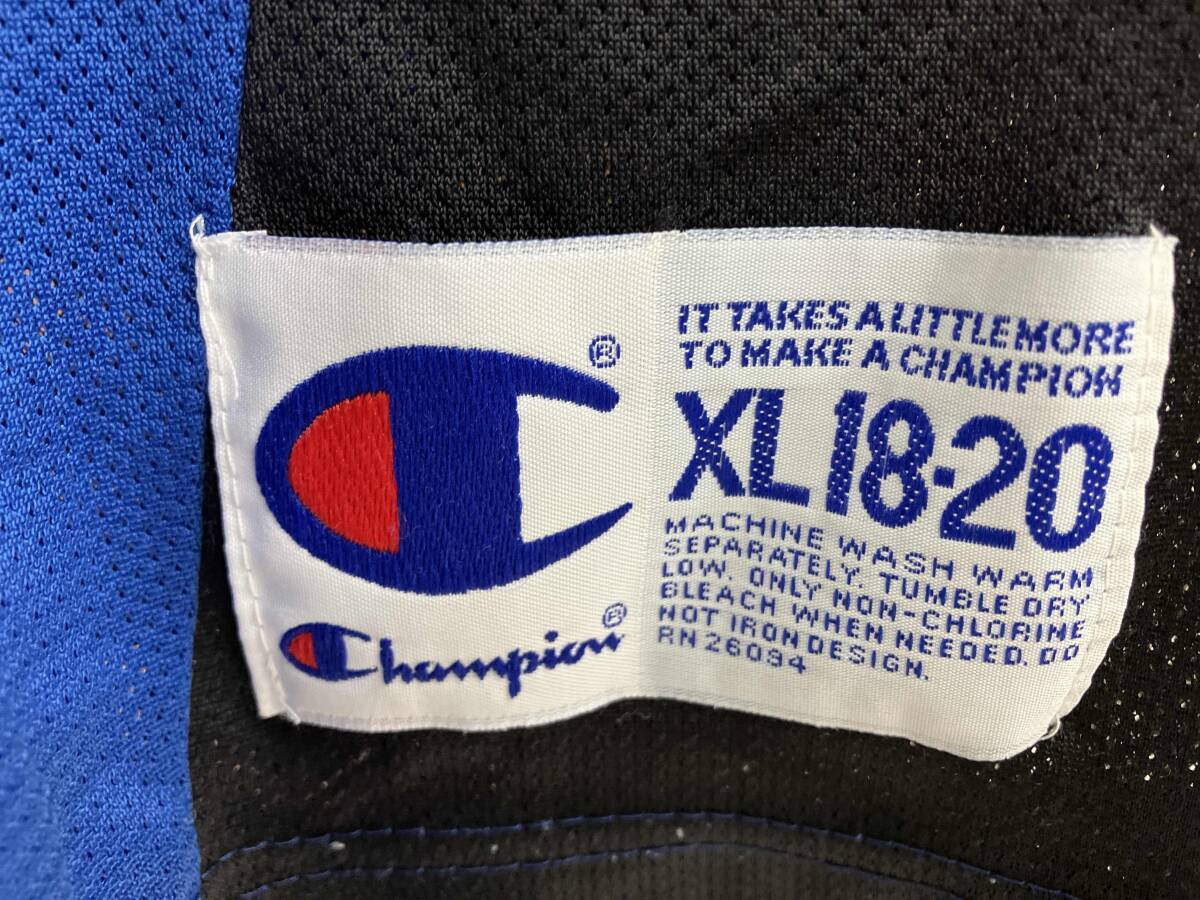 ®
Champion®
IT TAKES A LITTLE MORE
TO MAKE A CHAMPION
XL 18-20
MACHINE WASH WARM
SEPARATELY. TUMBLE DRY
LOW. ONLY NON-CHLORINE
BLEACH WHEN NEEDED. DO
NOT IRON DESIGN.
RN 26094